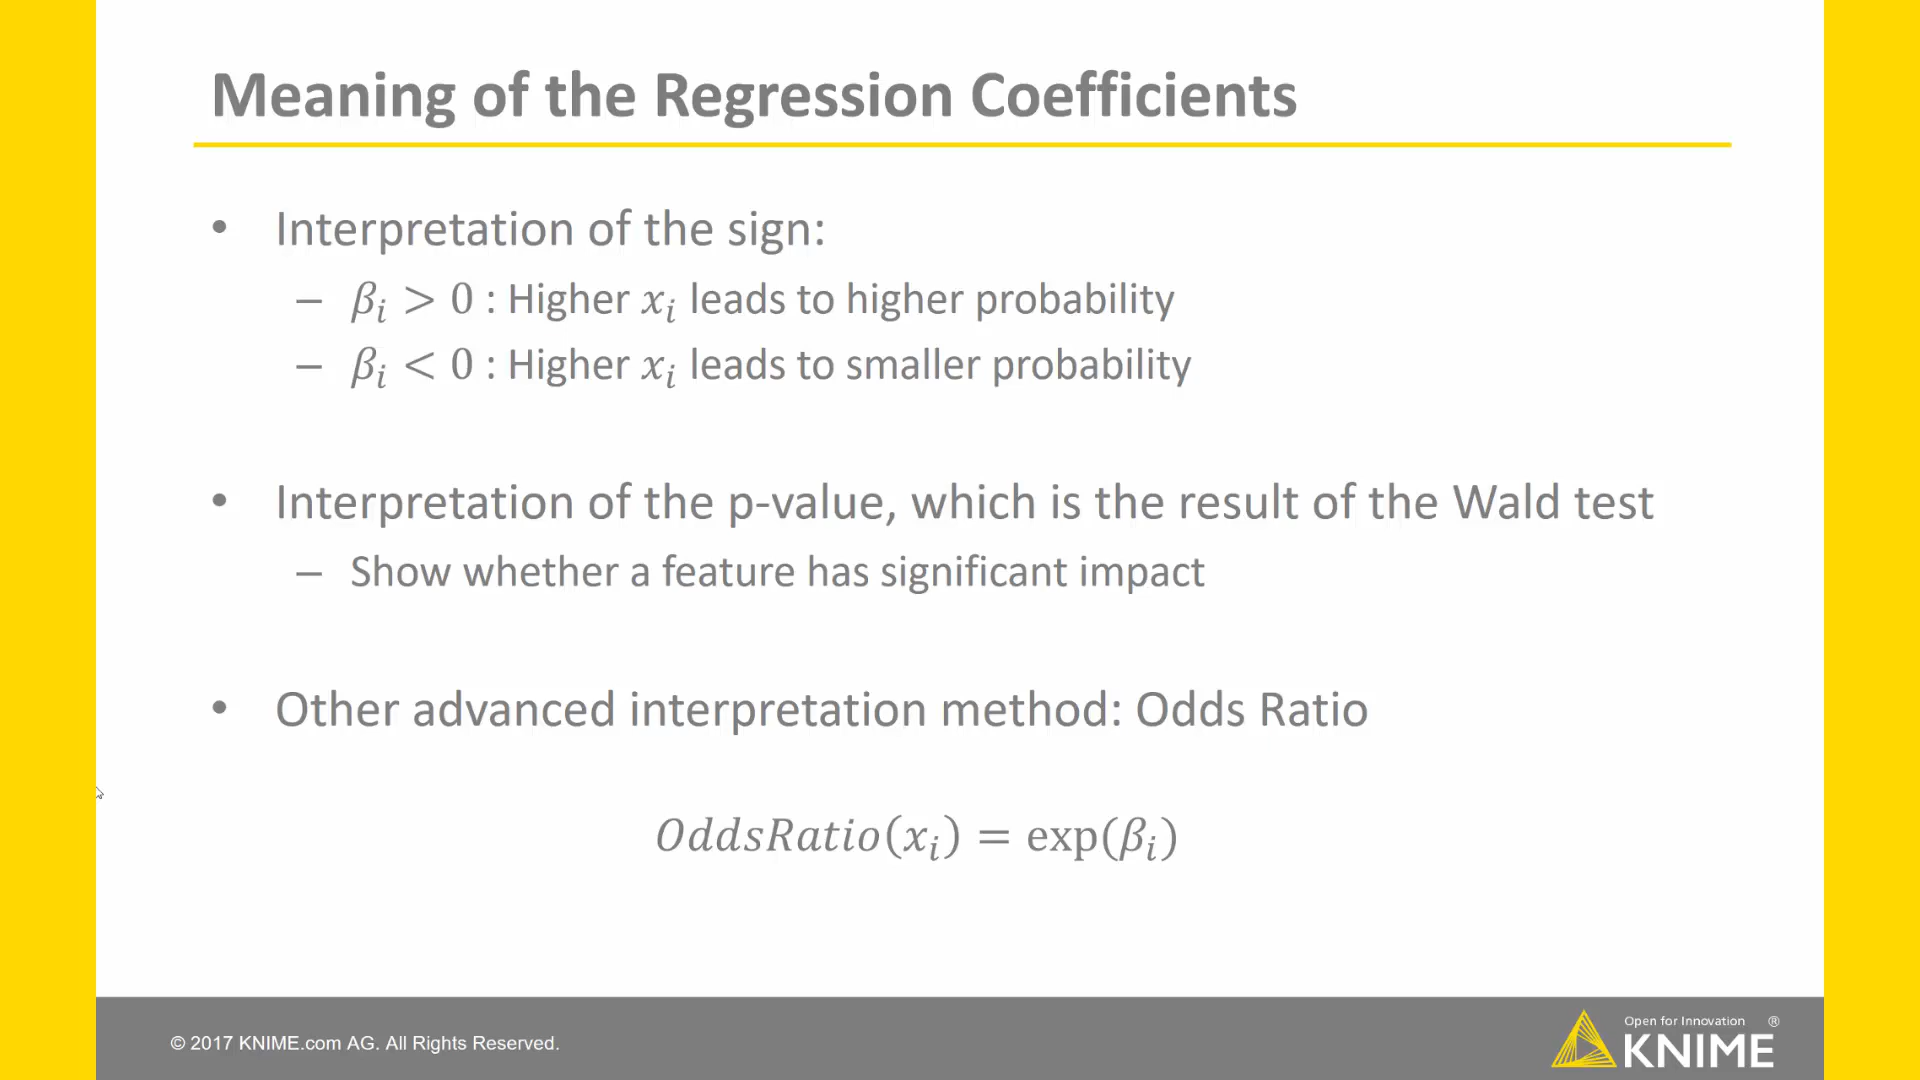 Meaning of the Regression Coefficients
• Interpretation of the sign:
– βᵢ > 0 : Higher xᵢ leads to higher probability
– βᵢ < 0 : Higher xᵢ leads to smaller probability
• Interpretation of the p-value, which is the result of the Wald test
– Show whether a feature has significant impact
• Other advanced interpretation method: Odds Ratio
OddsRatio(xᵢ) = exp(βᵢ)
© 2017 KNIME.com AG. All Rights Reserved.
Open for Innovation ®
KNIME